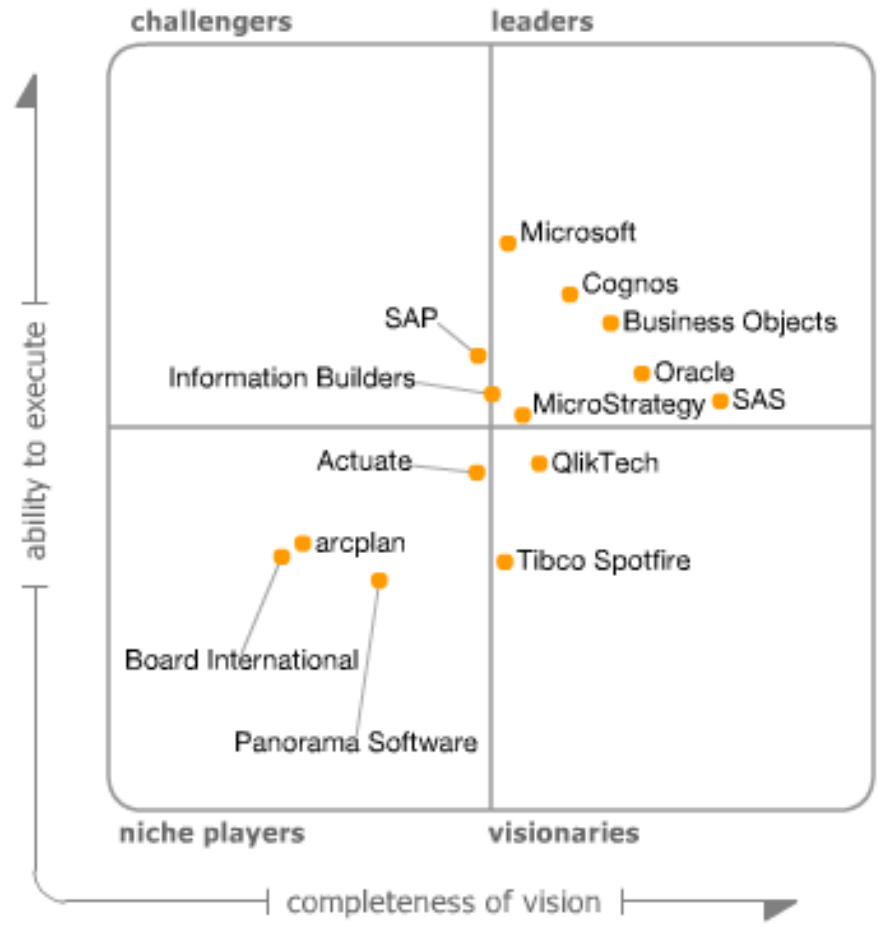 challengers
leaders
Microsoft
Cognos
SAP
Business Objects
Information Builders
Oracle
MicroStrategy
SAS
Actuate
QlikTech
arcplan
Tibco Spotfire
Board International
Panorama Software
niche players
visionaries
ability to execute
completeness of vision